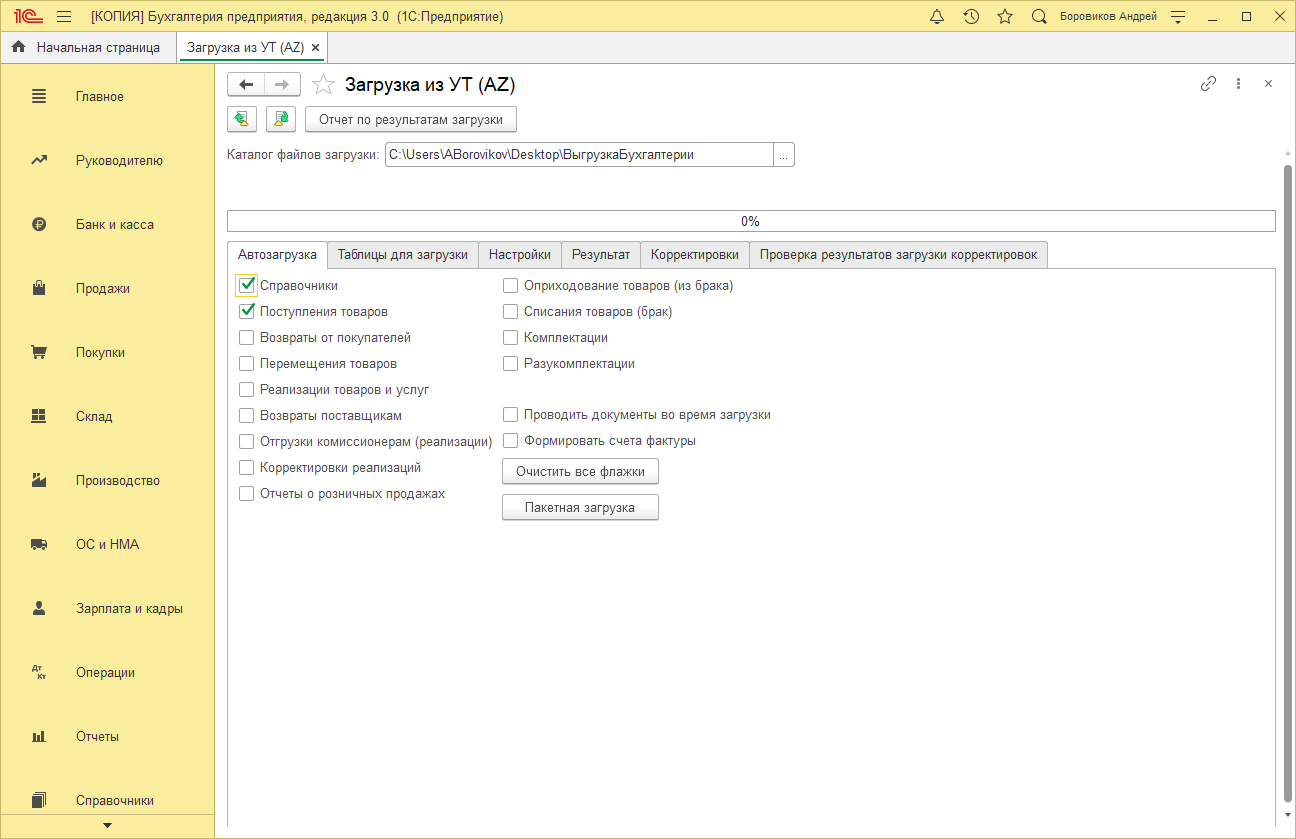 1С [КОПИЯ] Бухгалтерия предприятия, редакция 3.0 (1С:Предприятие) Боровиков Андрей
Начальная страница Загрузка из УТ (AZ)
Главное
Руководителю
Банк и касса
Продажи
Покупки
Склад
Производство
ОС и НМА
Зарплата и кадры
Дт Кт Операции
Отчеты
Справочники
Загрузка из УТ (AZ)
Отчет по результатам загрузки
Каталог файлов загрузки: C:\Users\ABorovikov\Desktop\ВыгрузкаБухгалтерии ...
0%
Автозагрузка Таблицы для загрузки Настройки Результат Корректировки Проверка результатов загрузки корректировок
Справочники
Поступления товаров
Возвраты от покупателей
Перемещения товаров
Реализации товаров и услуг
Возвраты поставщикам
Отгрузки комиссионерам (реализации)
Корректировки реализаций
Отчеты о розничных продажах
Оприходование товаров (из брака)
Списания товаров (брак)
Комплектации
Разукомплектации
Проводить документы во время загрузки
Формировать счета фактуры
Очистить все флажки
Пакетная загрузка